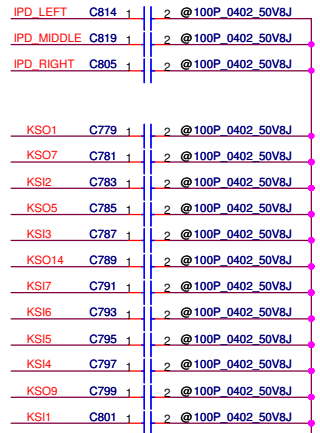 IPD_LEFT C814 1 2 @100P_0402_50V8J
IPD_MIDDLE C819 1 2 @100P_0402_50V8J
IPD_RIGHT C805 1 2 @100P_0402_50V8J
KSO1 C779 1 2 @100P_0402_50V8J
KSO7 C781 1 2 @100P_0402_50V8J
KSI2 C783 1 2 @100P_0402_50V8J
KSO5 C785 1 2 @100P_0402_50V8J
KSI3 C787 1 2 @100P_0402_50V8J
KSO14 C789 1 2 @100P_0402_50V8J
KSI7 C791 1 2 @100P_0402_50V8J
KSI6 C793 1 2 @100P_0402_50V8J
KSI5 C795 1 2 @100P_0402_50V8J
KSI4 C797 1 2 @100P_0402_50V8J
KSO9 C799 1 2 @100P_0402_50V8J
KSI1 C801 1 2 @100P_0402_50V8J